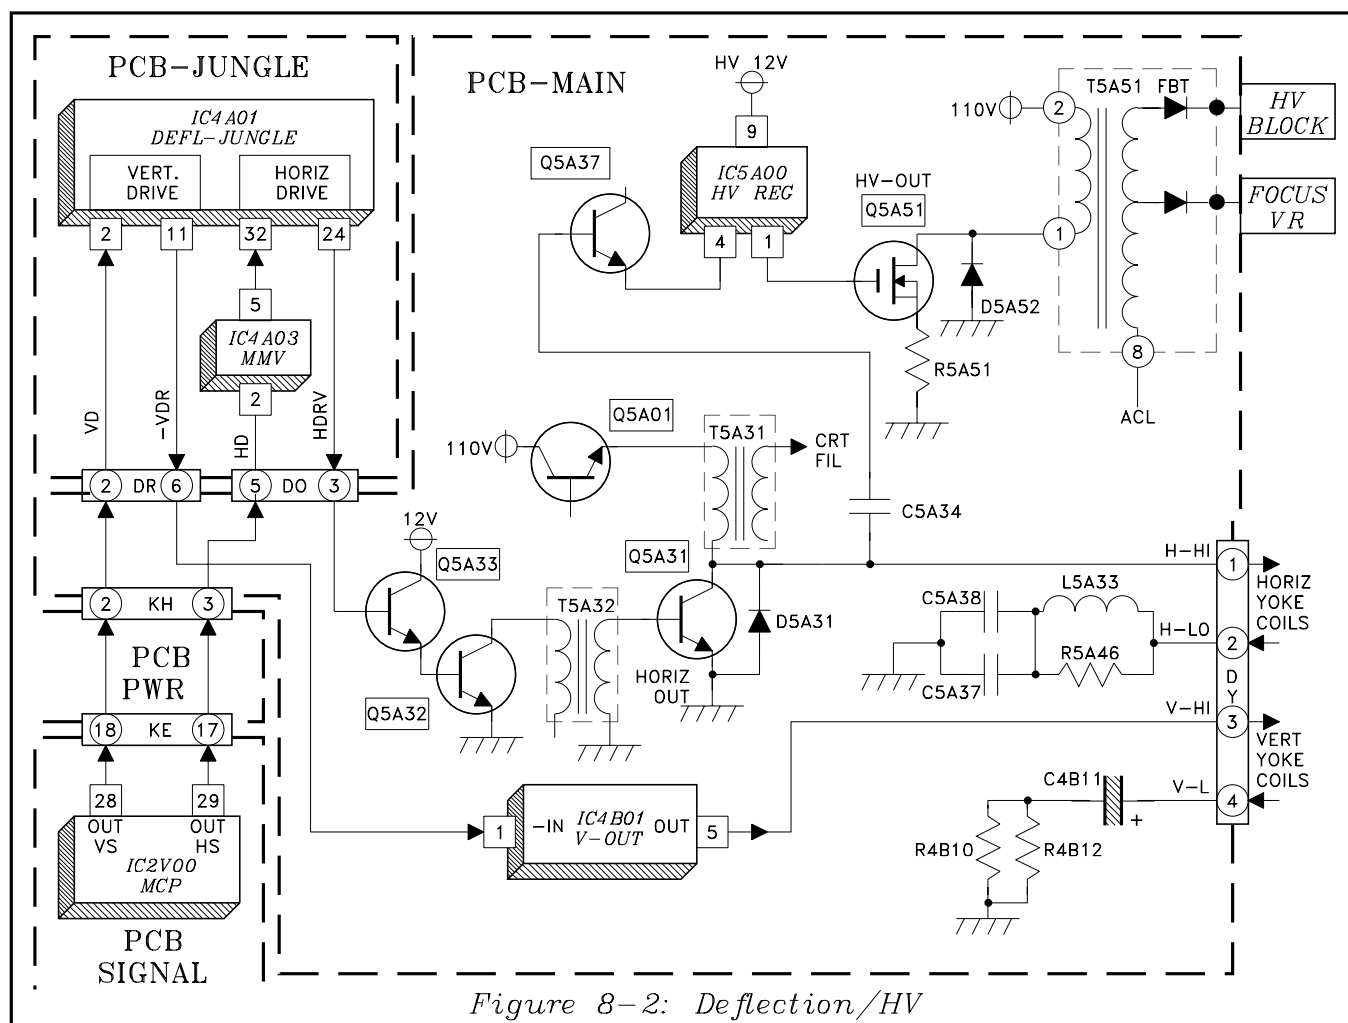 PCB-JUNGLE
IC4A01
DEFL-JUNGLE
VERT.
DRIVE
HORIZ
DRIVE
2
11
32
24
5
IC4A03
MMV
2
VD
-VDR
HD
HDRV
2
DR
6
5
DO
3
2
KH
3
PCB
PWR
18
KE
17
28
29
OUT
VS
OUT
HS
IC2V00
MCP
PCB
SIGNAL
PCB-MAIN
HV 12V
9
IC5A00
HV REG
4
1
Q5A37
HV-OUT
Q5A51
D5A52
R5A51
110V
2
1
T5A51
FBT
8
ACL
HV
BLOCK
FOCUS
VR
110V
Q5A01
T5A31
CRT
FIL
C5A34
12V
Q5A33
Q5A32
T5A32
Q5A31
D5A31
HORIZ
OUT
H-HI
1
HORIZ
YOKE
COILS
C5A38
L5A33
H-LO
2
R5A46
C5A37
D
Y
V-HI
3
VERT
YOKE
COILS
C4B11
V-L
4
+
R4B10
R4B12
1
-IN
IC4B01
V-OUT
OUT
5
Figure 8-2: Deflection/HV